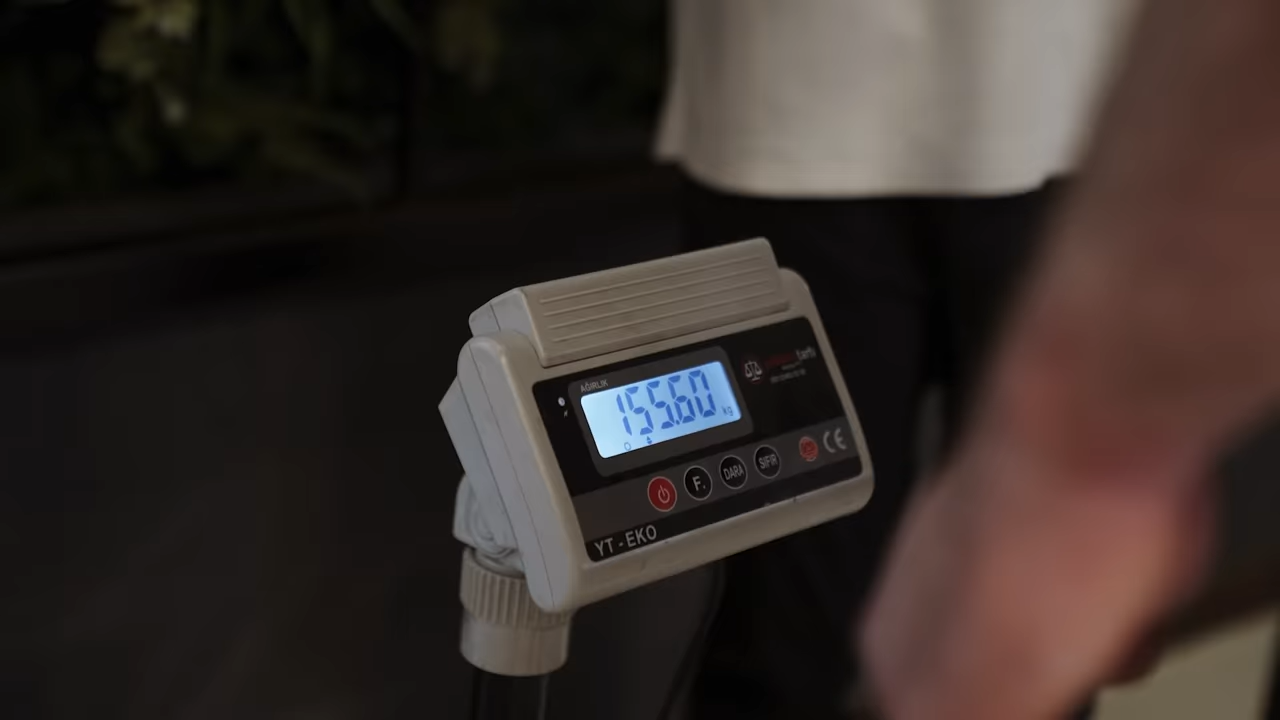 AĞIRLIK
155.60 kg
F. DARA SIFIR
CE
YT-EKO